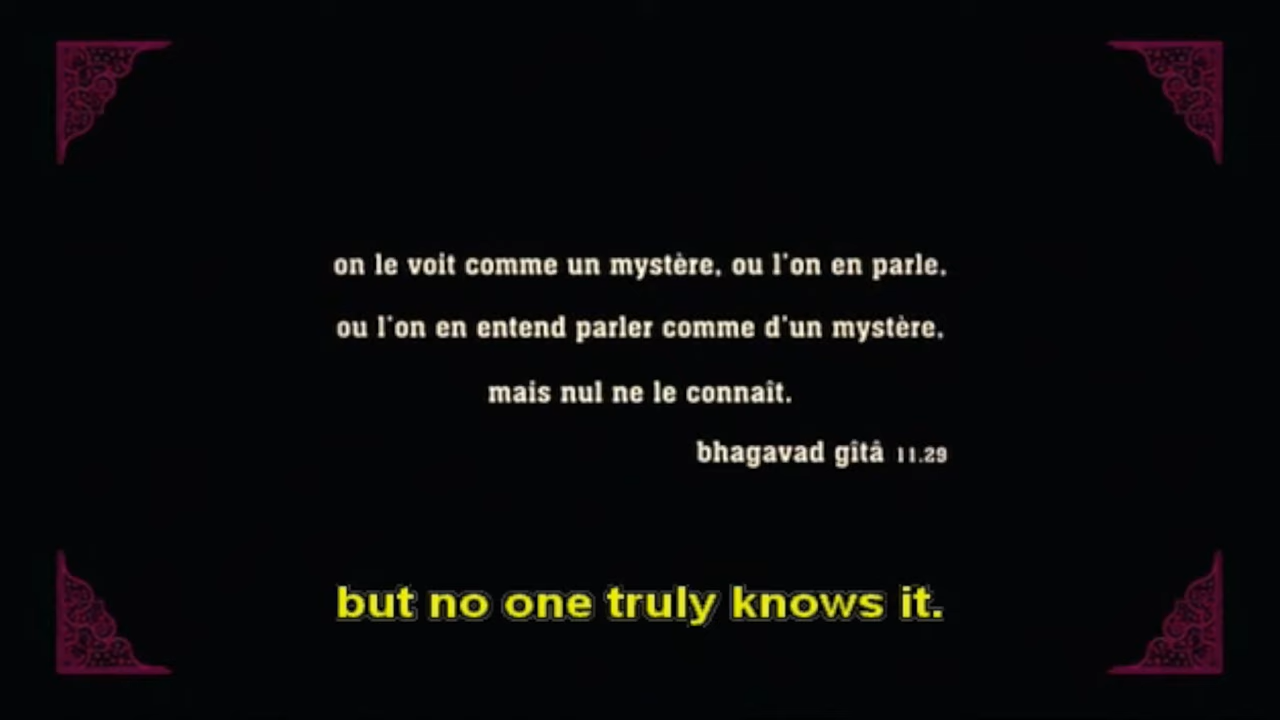 on le voit comme un mystère, ou l'on en parle,
ou l'on en entend parler comme d'un mystère,
mais nul ne le connaît.
bhagavad gîtâ 11.29
but no one truly knows it.